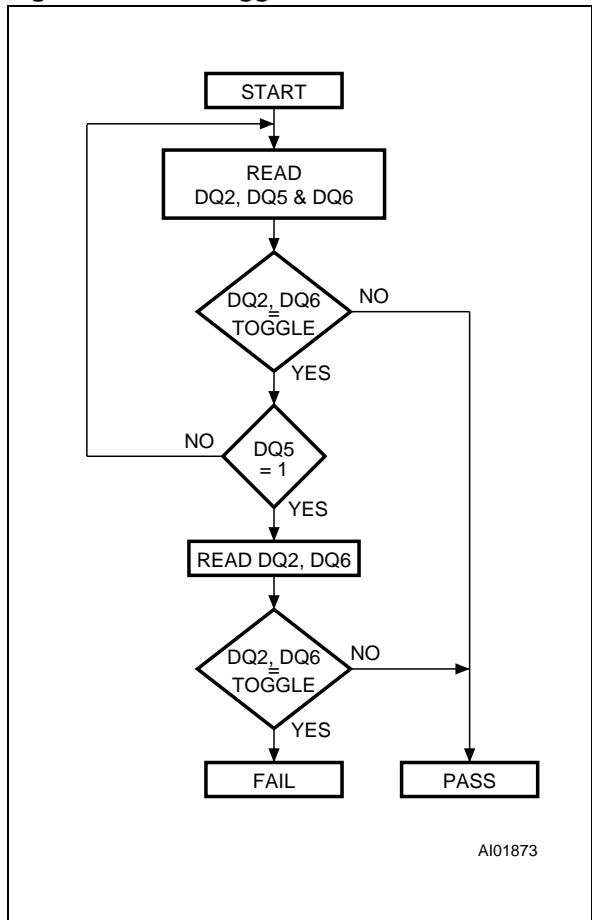 START
READ
DQ2, DQ5 & DQ6
DQ2, DQ6
=
TOGGLE
NO
YES
NO
DQ5
= 1
YES
READ DQ2, DQ6
DQ2, DQ6
=
TOGGLE
NO
YES
FAIL
PASS
AI01873